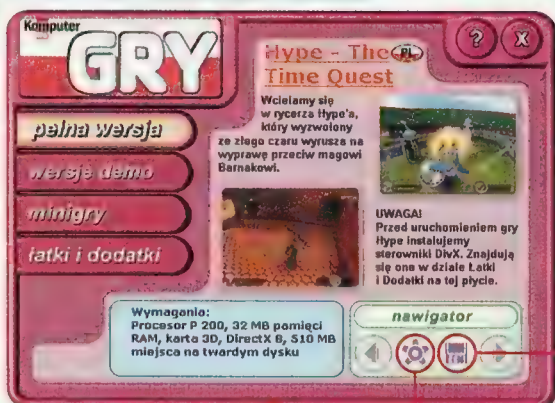 Komputer
GRY
? X
pełna wersja
wersje demo
minigry
łatki i dodatki
Hype - The PL
Time Quest
Wcielamy się
w rycerza Hype'a,
który wyzwolony
ze złego czaru wyrusza na
wyprawę przeciw magowi
Barnakowi.
UWAGA!
Przed uruchomieniem gry
Hype instalujemy
sterowniki DivX. Znajdują
się one w dziale Łatki
i Dodatki na tej płycie.
Wymagania:
Procesor P 200, 32 MB pamięci
RAM, karta 3D, DirectX 8, 510 MB
miejsca na twardym dysku
nawigator